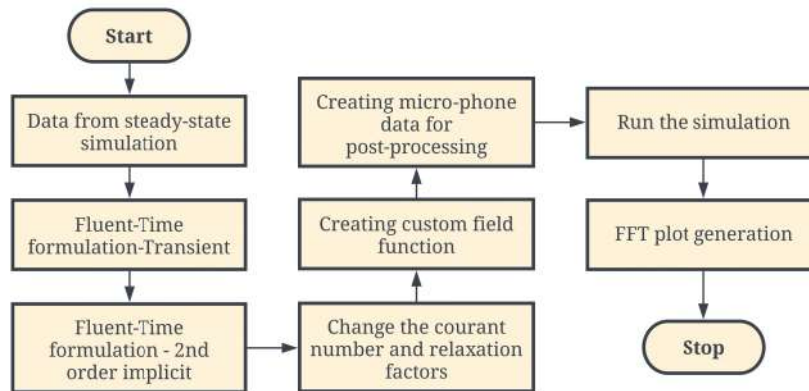 Start
Data from steady-state
simulation
Fluent-Time
formulation-Transient
Fluent-Time
formulation - 2nd
order implicit
Change the courant
number and relaxation
factors
Creating custom field
function
Creating micro-phone
data for
post-processing
Run the simulation
FFT plot generation
Stop